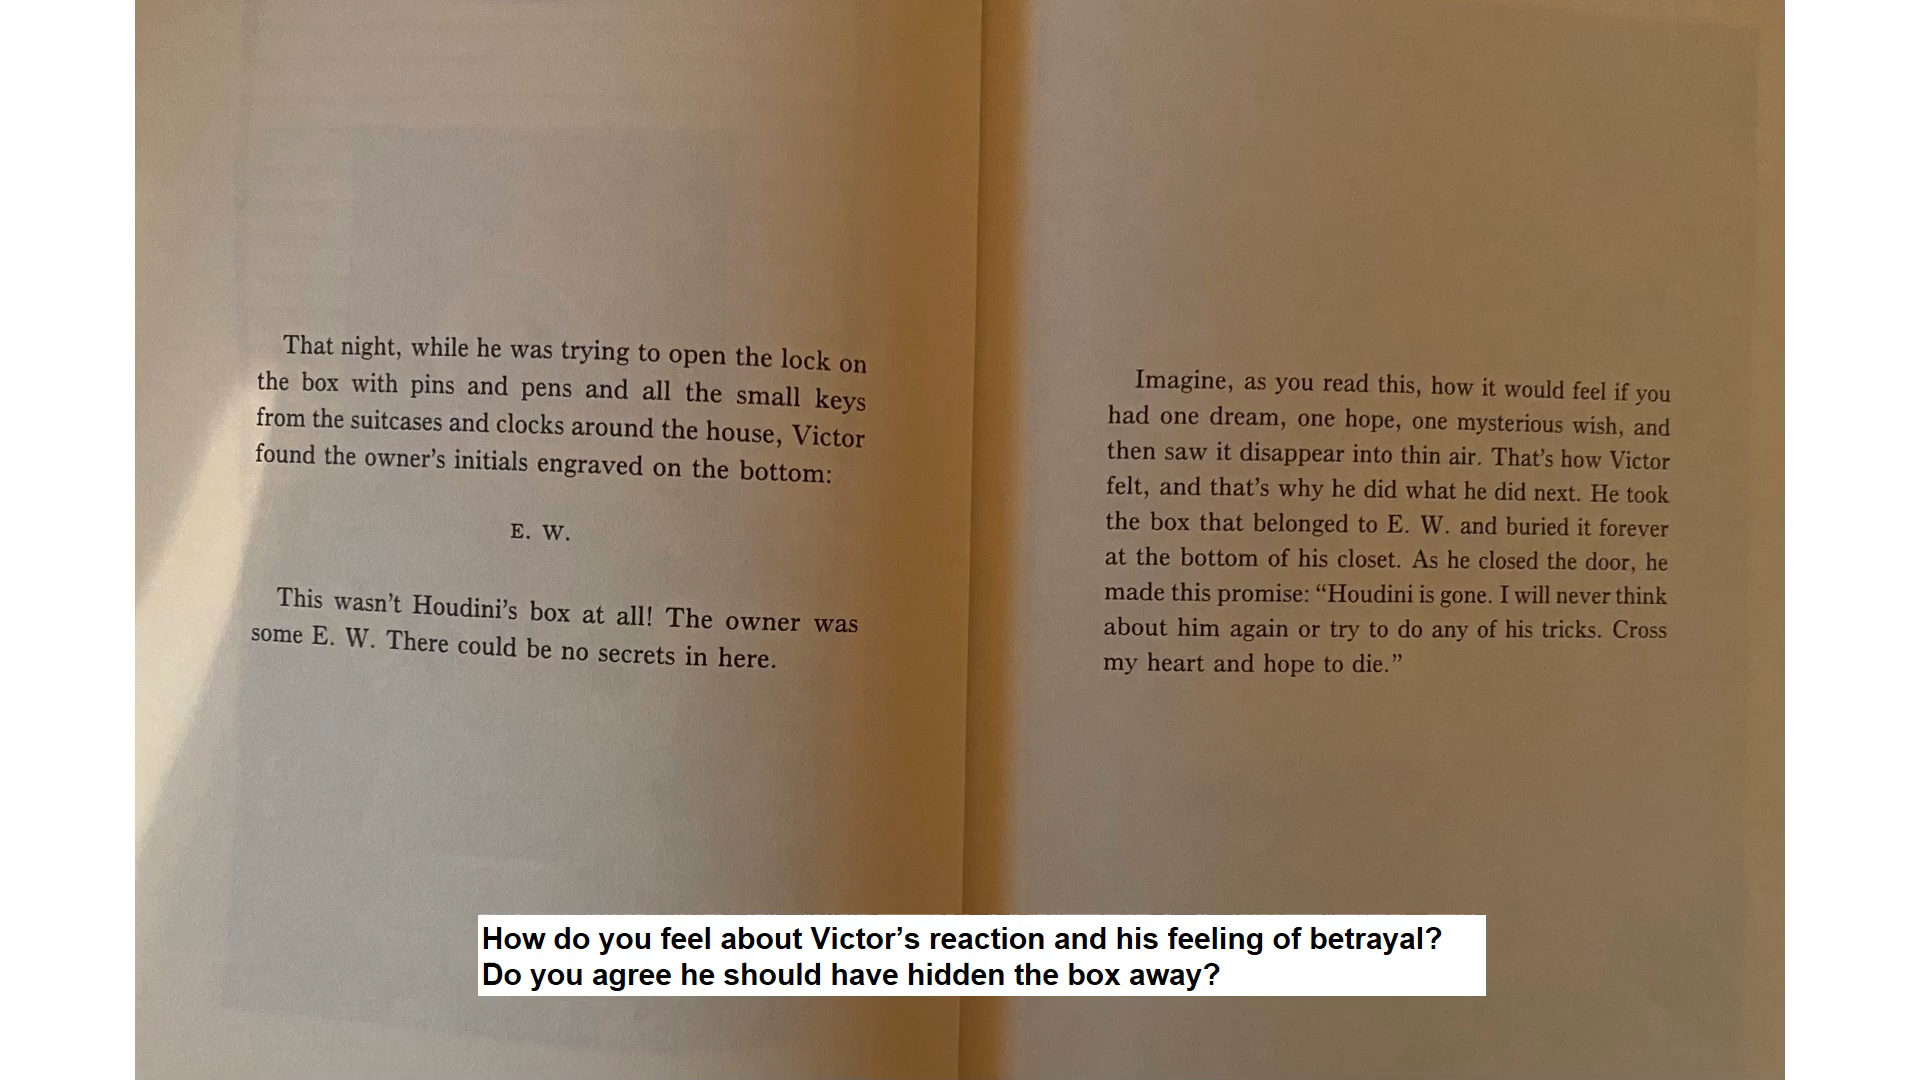 That night, while he was trying to open the lock on
the box with pins and pens and all the small keys
from the suitcases and clocks around the house, Victor
found the owner’s initials engraved on the bottom:
E. W.
This wasn’t Houdini’s box at all! The owner was
some E. W. There could be no secrets in here.
Imagine, as you read this, how it would feel if you
had one dream, one hope, one mysterious wish, and
then saw it disappear into thin air. That’s how Victor
felt, and that’s why he did what he did next. He took
the box that belonged to E. W. and buried it forever
at the bottom of his closet. As he closed the door, he
made this promise: “Houdini is gone. I will never think
about him again or try to do any of his tricks. Cross
my heart and hope to die.”
How do you feel about Victor’s reaction and his feeling of betrayal?
Do you agree he should have hidden the box away?